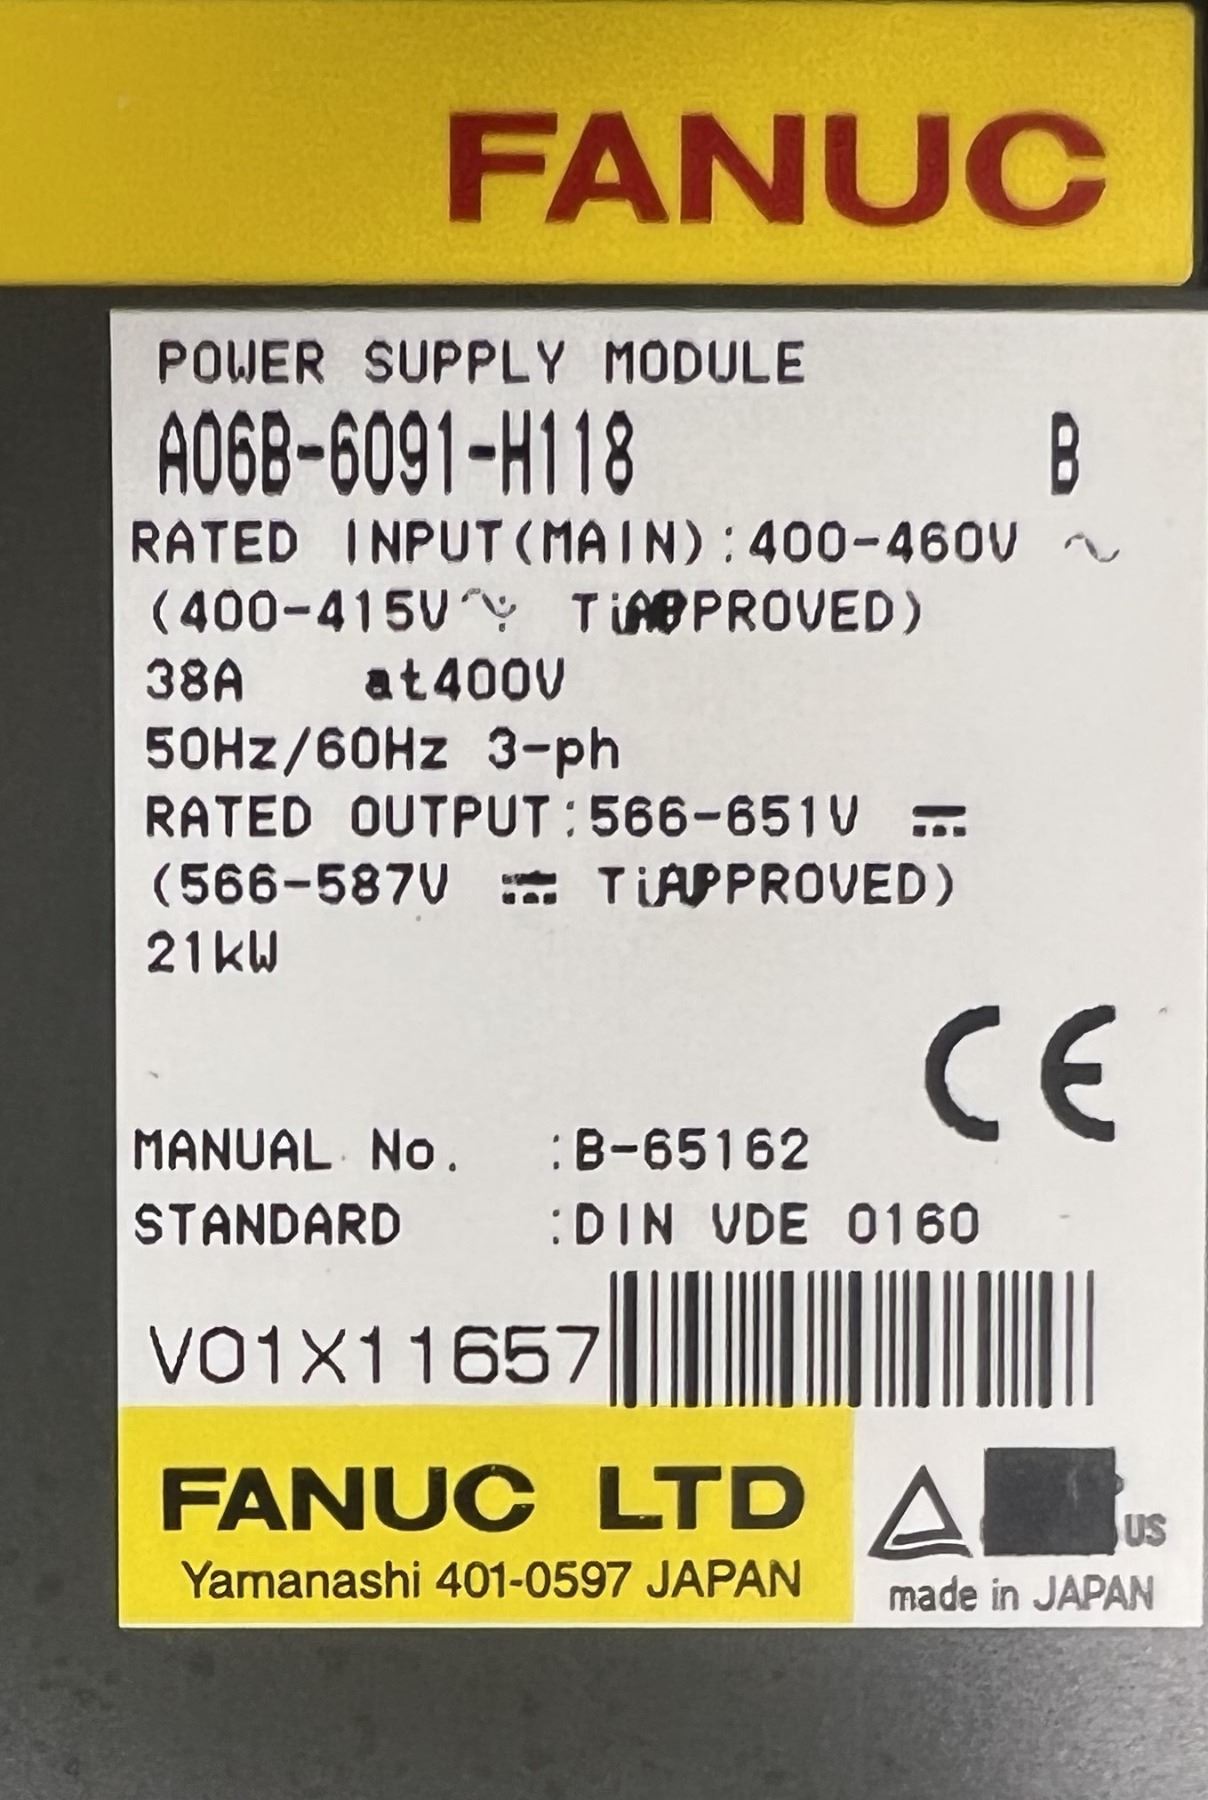 FANUC
POWER SUPPLY MODULE
A06B-6091-H118 B
RATED INPUT(MAIN):400-460V ~
(400-415V~ APPROVED)
38A at400V
50Hz/60Hz 3-ph
RATED OUTPUT:566-651V ⎓
(566-587V ⎓ APPROVED)
21kW
CE
MANUAL No. :B-65162
STANDARD :DIN VDE 0160
V01X11657
FANUC LTD
Yamanashi 401-0597 JAPAN
US
made in JAPAN